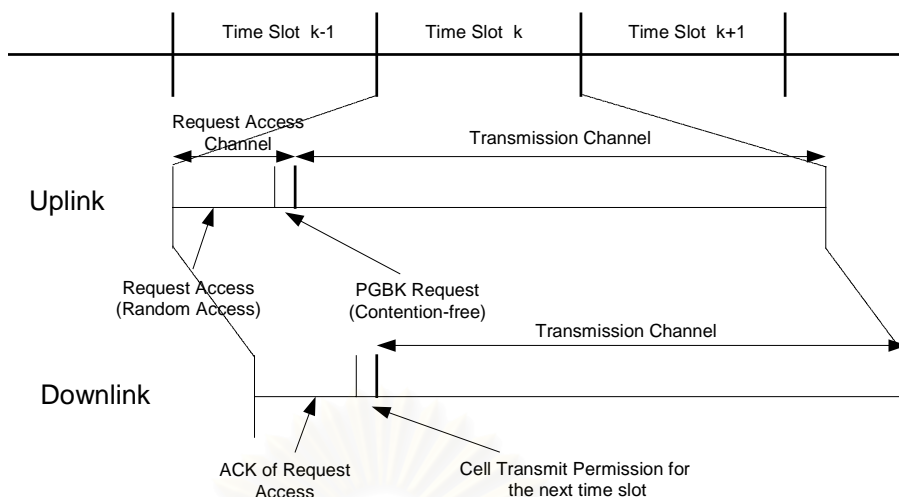 Time Slot k-1
Time Slot k
Time Slot k+1
Request Access
Channel
Transmission Channel
Uplink
Request Access
(Random Access)
PGBK Request
(Contention-free)
Transmission Channel
Downlink
ACK of Request
Access
Cell Transmit Permission for
the next time slot